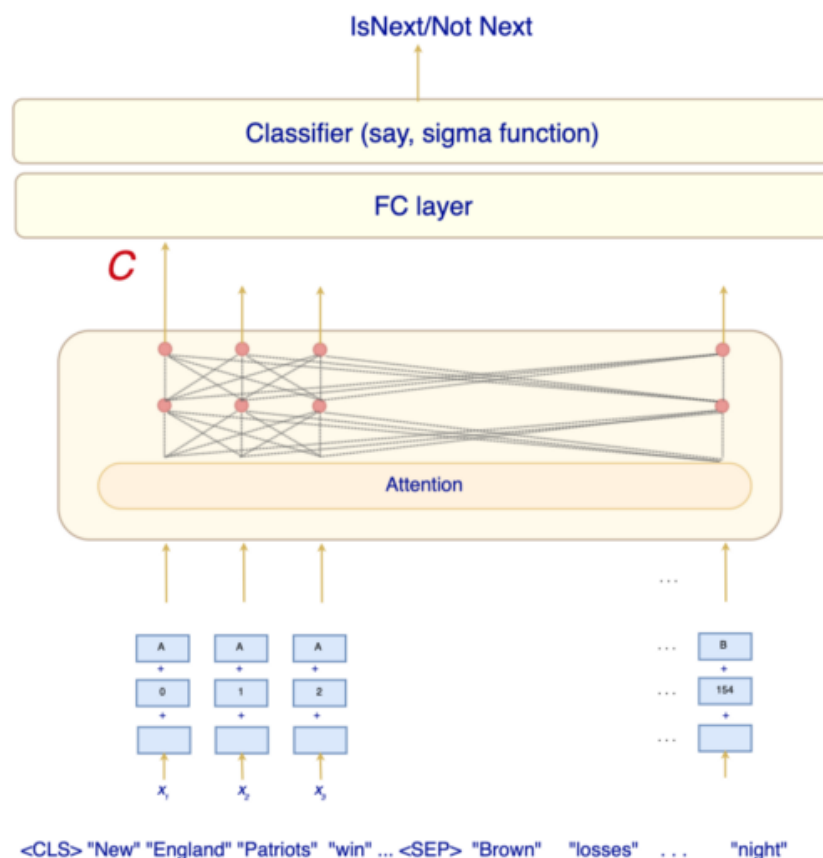 IsNext/Not Next
Classifier (say, sigma function)
FC layer
C
Attention
...
A A A ... B
+ + + +
0 1 2 ... 154
+ + + +
...
x₁ x₂ x₃
<CLS> "New" "England" "Patriots" "win" ... <SEP> "Brown" "losses" . . . "night"